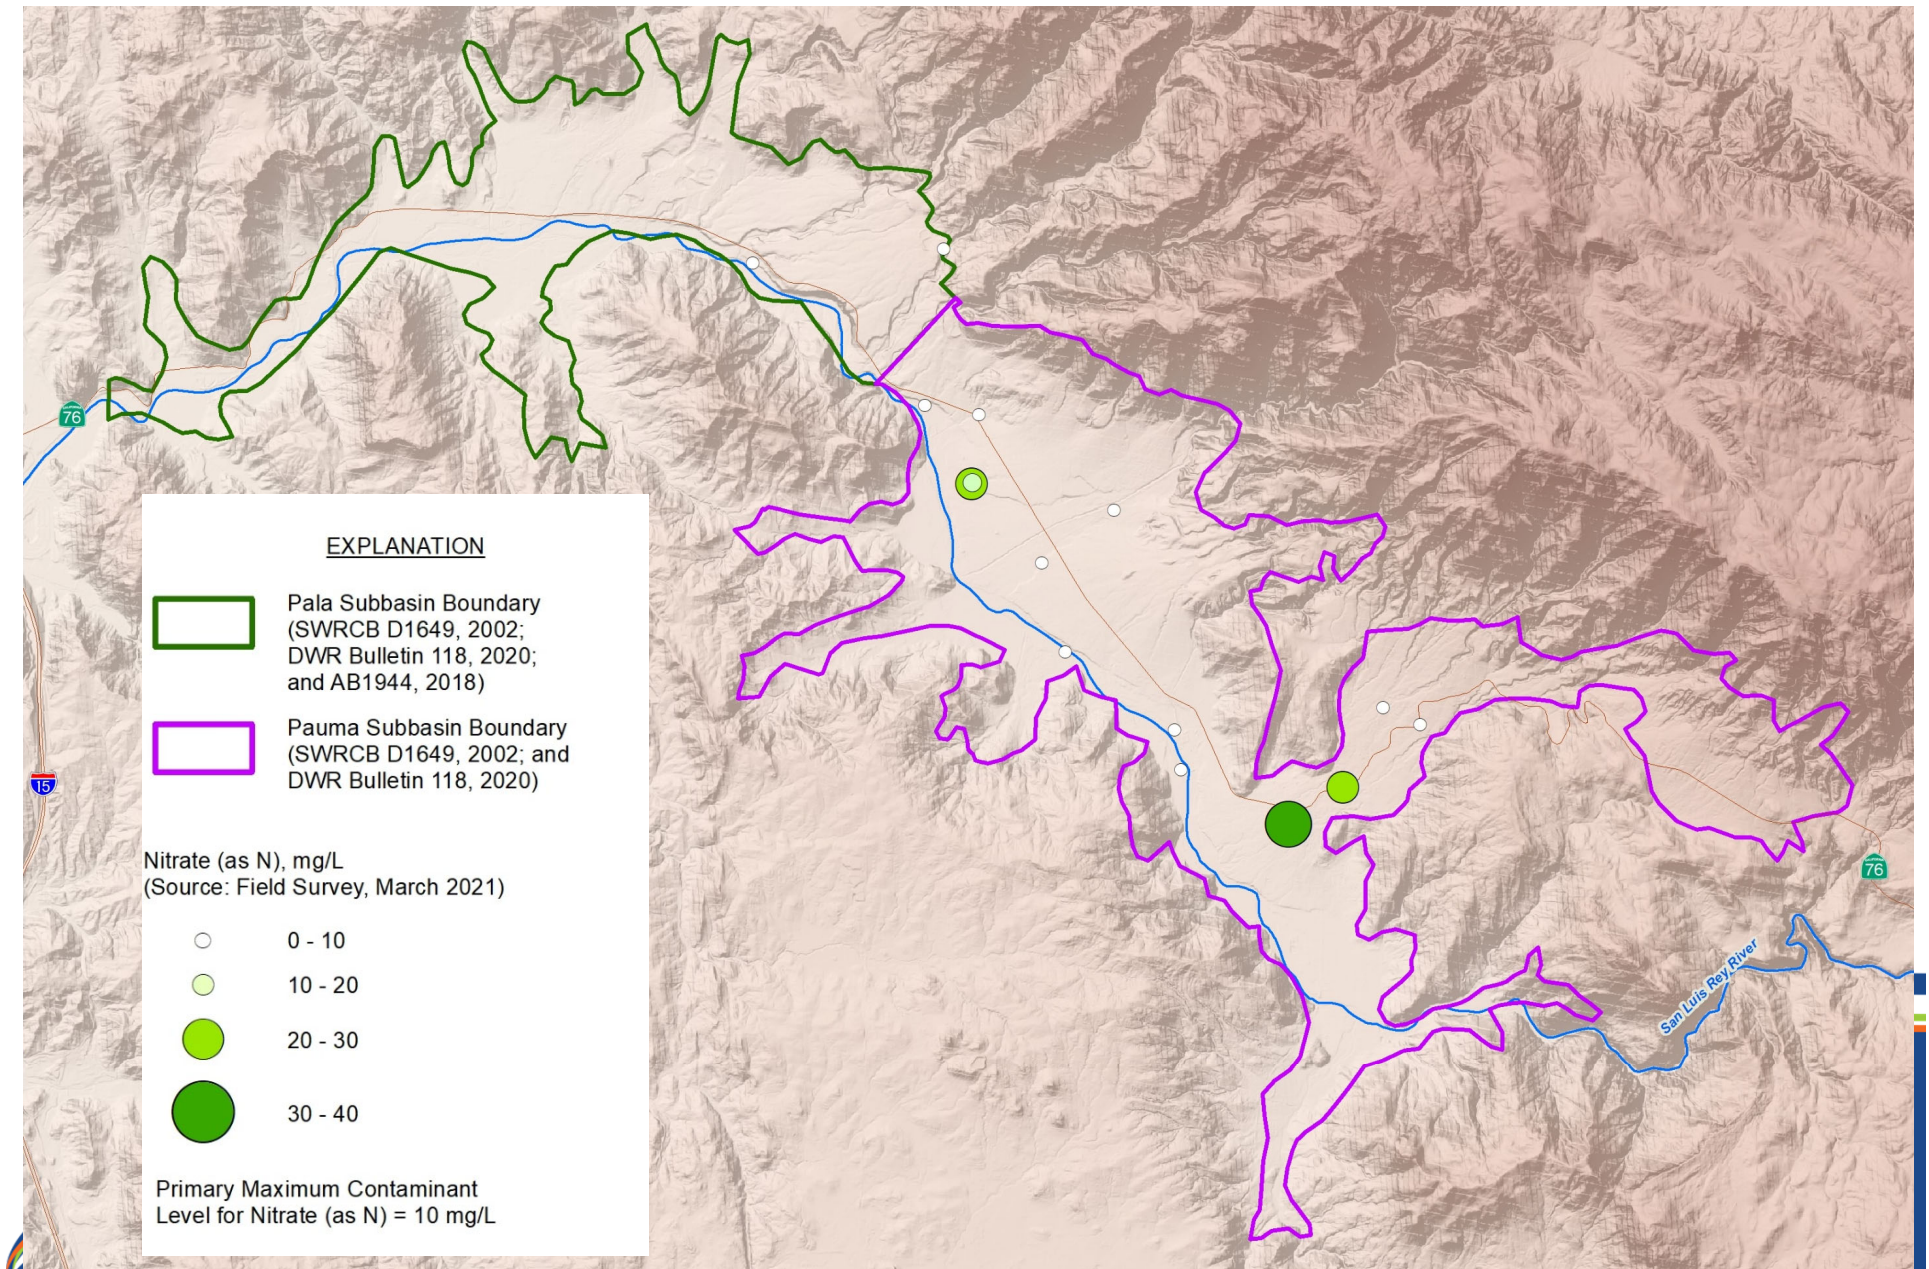 76
EXPLANATION
Pala Subbasin Boundary
(SWRCB D1649, 2002;
DWR Bulletin 118, 2020;
and AB1944, 2018)
Pauma Subbasin Boundary
(SWRCB D1649, 2002; and
DWR Bulletin 118, 2020)
15
Nitrate (as N), mg/L
(Source: Field Survey, March 2021)
0 - 10
10 - 20
20 - 30
30 - 40
Primary Maximum Contaminant
Level for Nitrate (as N) = 10 mg/L
76
San Luis Rey River